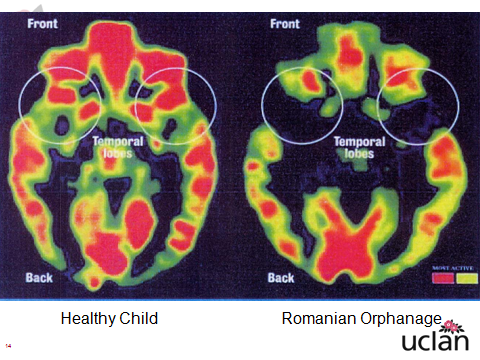 Front
Front
Temporal
lobes
Temporal
lobes
Back
Back
MOST ACTIVE
Healthy Child
Romanian Orphanage
14
uclan